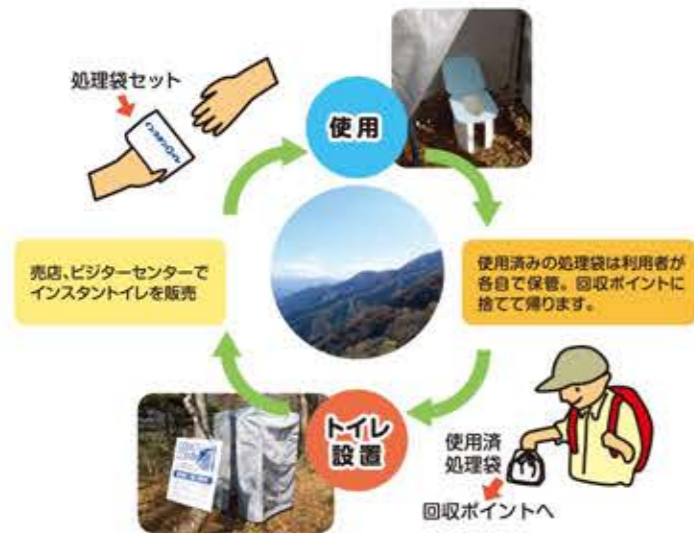 処理袋セット
使用
売店、ビジターセンターで
インスタントイレを販売
使用済みの処理袋は利用者が
各自で保管。回収ポイントに
捨てて帰ります。
トイレ
設置
使用済
処理袋
回収ポイントへ